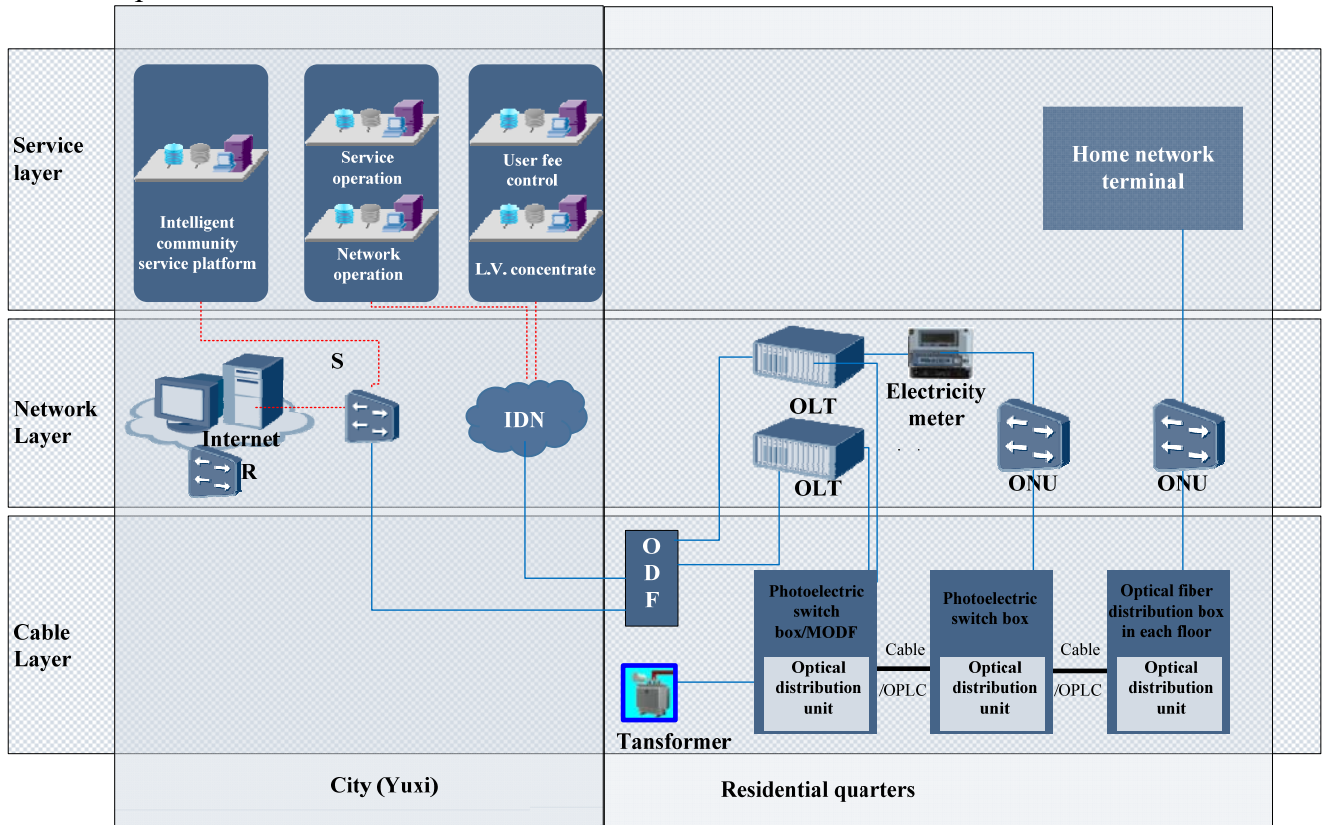 Service
layer
Intelligent
community
service platform
Service
operation
Network
operation
User fee
control
L.V. concentrate
Home network
terminal
Network
Layer
Internet
R
S
IDN
OLT
OLT
Electricity
meter
ONU
ONU
Cable
Layer
O
D
F
Tansformer
Photoelectric
switch
box/MODF
Optical
distribution
unit
Cable
/OPLC
Photoelectric
switch box
Optical
distribution
unit
Cable
/OPLC
Optical fiber
distribution box
in each floor
Optical
distribution
unit
City (Yuxi)
Residential quarters